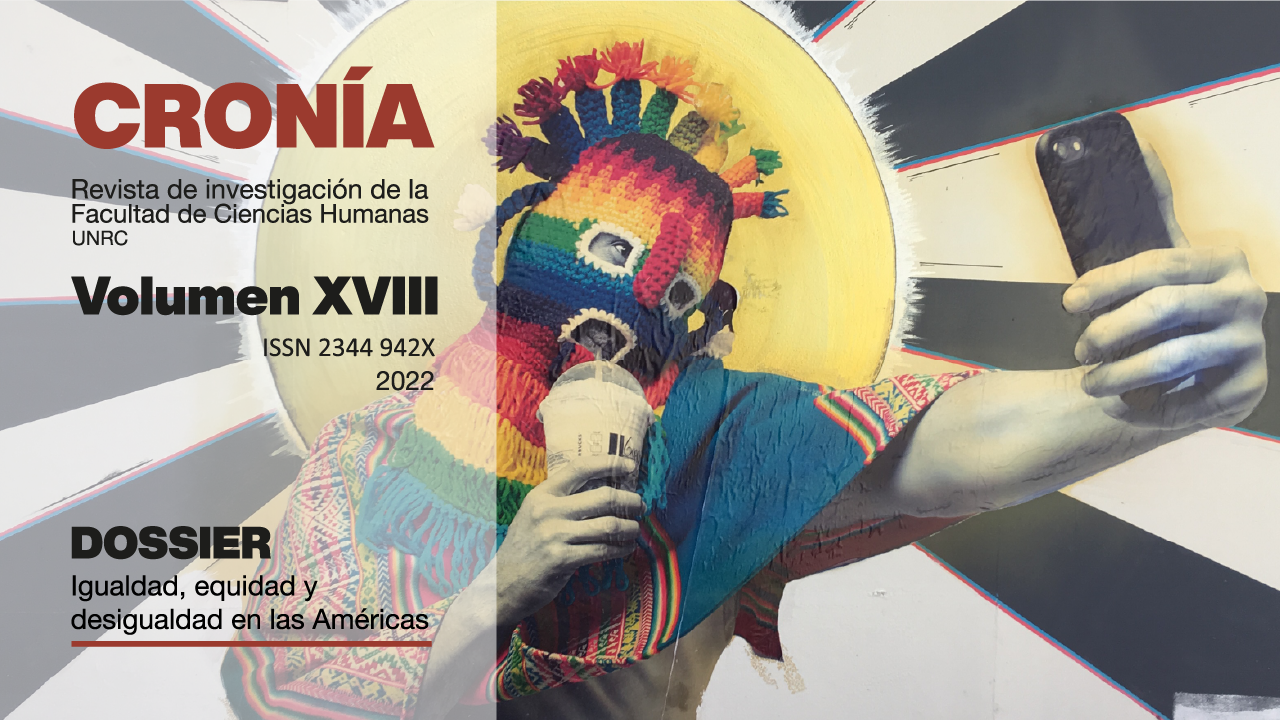 CRONÍA
Revista de investigación de la
Facultad de Ciencias Humanas
UNRC
Volumen XVIII
ISSN 2344 942X
2022
DOSSIER
Igualdad, equidad y
desigualdad en las Américas